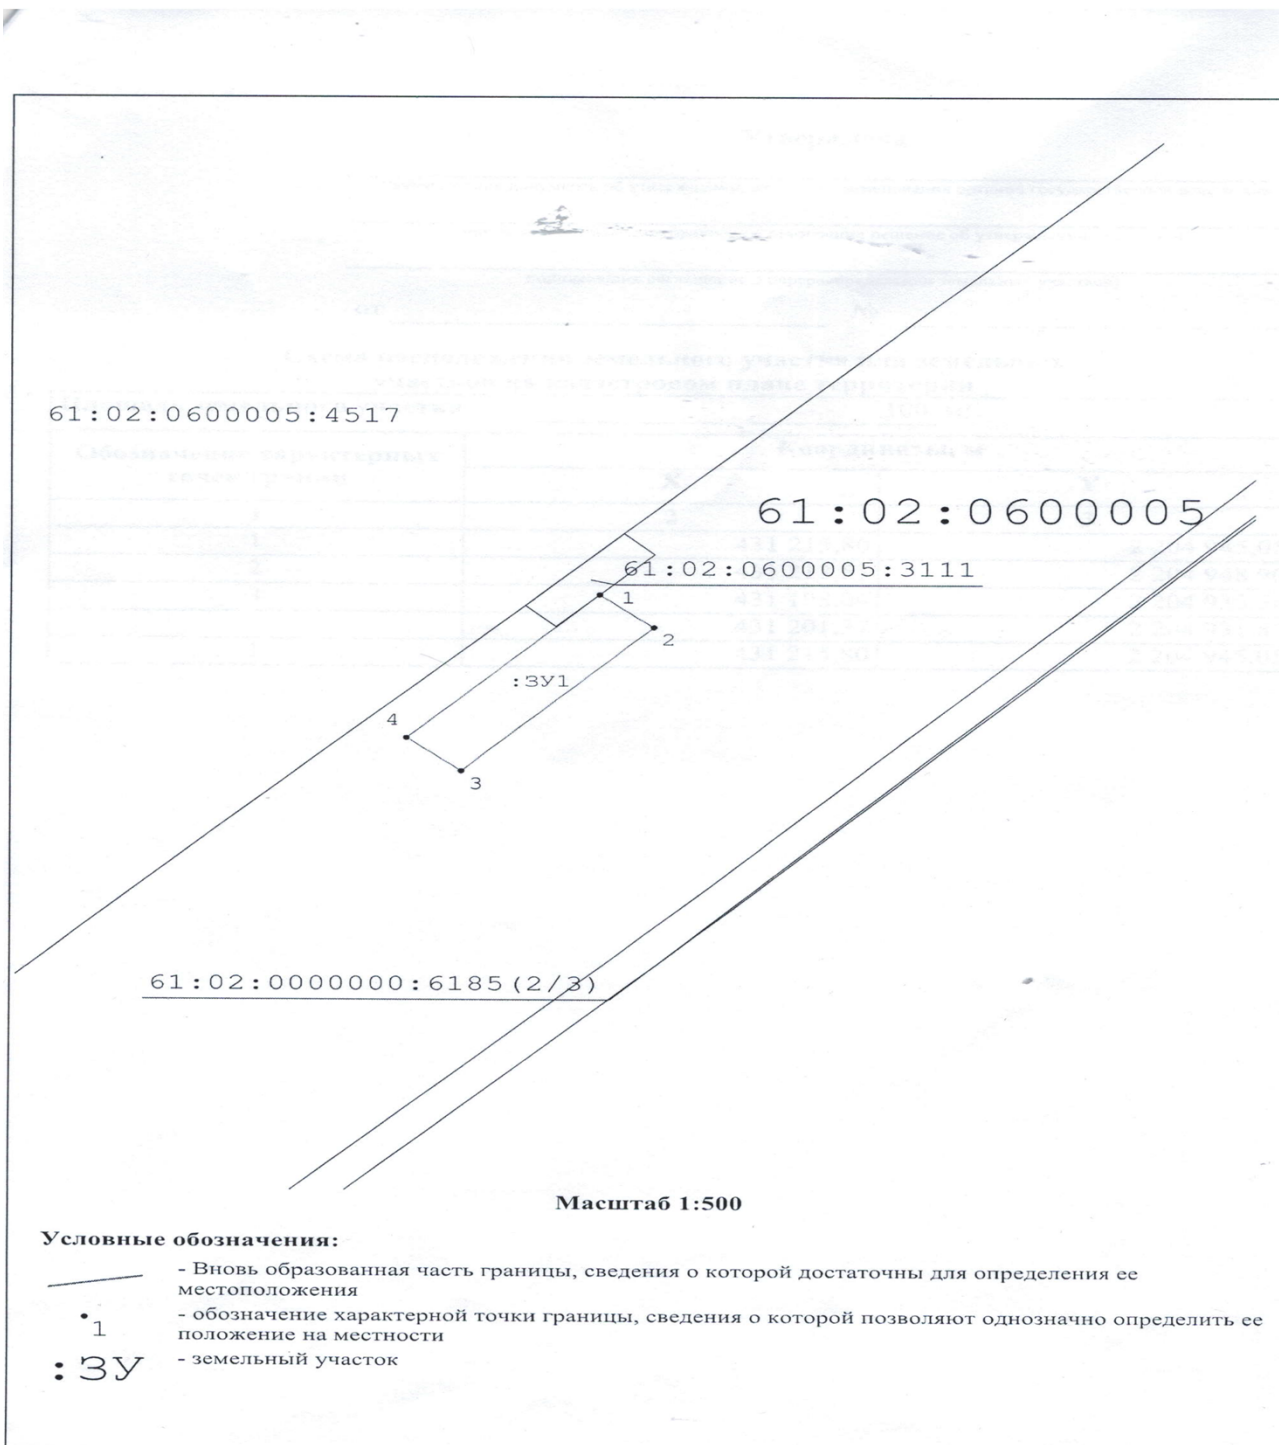 61:02:0600005:4517
61:02:0600005
61:02:0600005:3111
1
2
:ЗУ1
4
3
61:02:0000000:6185(2/3)
Масштаб 1:500
Условные обозначения:
- Вновь образованная часть границы, сведения о которой достаточны для определения ее
местоположения
1
- обозначение характерной точки границы, сведения о которой позволяют однозначно определить ее
положение на местности
:ЗУ
- земельный участок